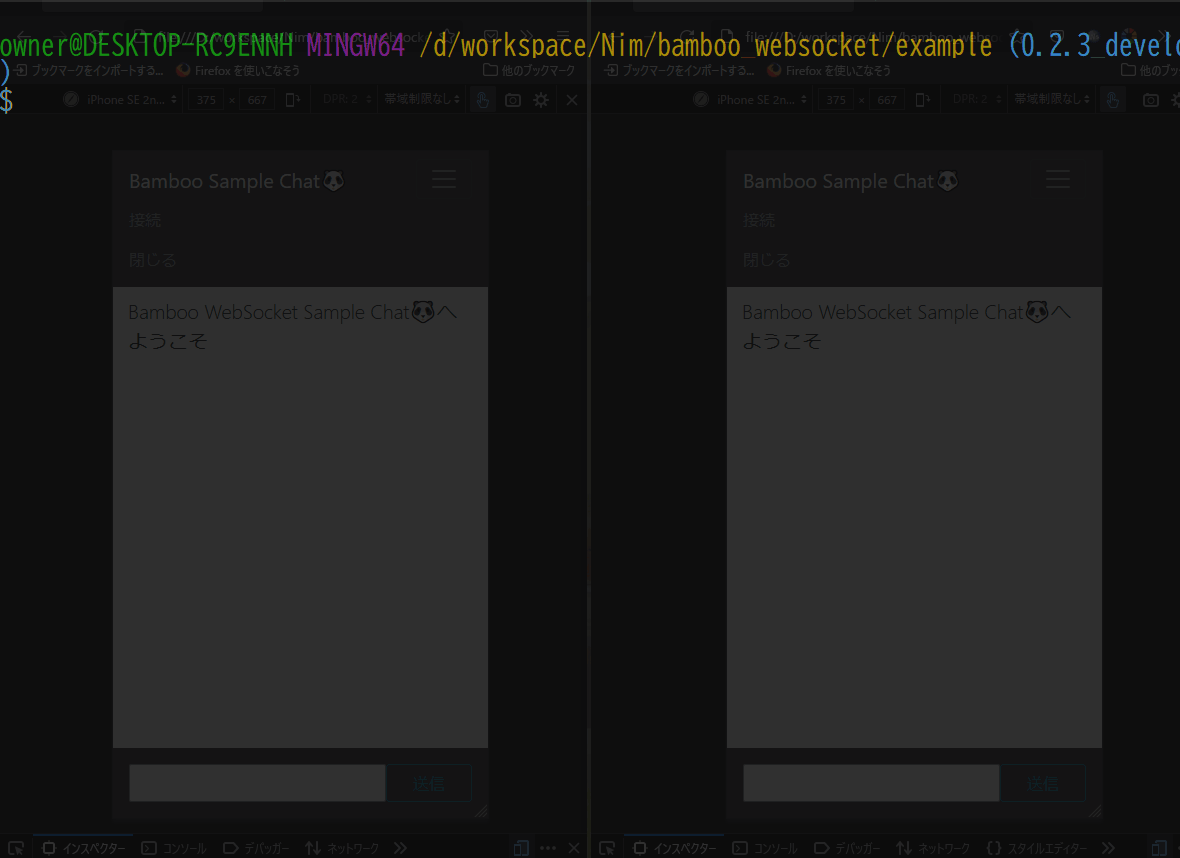 owner@DESKTOP-RC9ENNH MINGW64 /d/workspace/Nim/bamboo_websocket/example (0.2.3_develo
)
$
ブックマークをインポートする... Firefox を使いこなそう 他のブックマーク
ブックマークをインポートする... Firefox を使いこなそう 他のブッ
iPhone SE 2n... 375 × 667 DPR: 2 帯域制限なし
iPhone SE 2n... 375 × 667 DPR: 2 帯域制限なし
Bamboo Sample Chat🐼
接続
閉じる
Bamboo WebSocket Sample Chat🐼へ
ようこそ
送信
Bamboo Sample Chat🐼
接続
閉じる
Bamboo WebSocket Sample Chat🐼へ
ようこそ
送信
インスペクター コンソール デバッガー ネットワーク
インスペクター コンソール デバッガー ネットワーク スタイルエディター